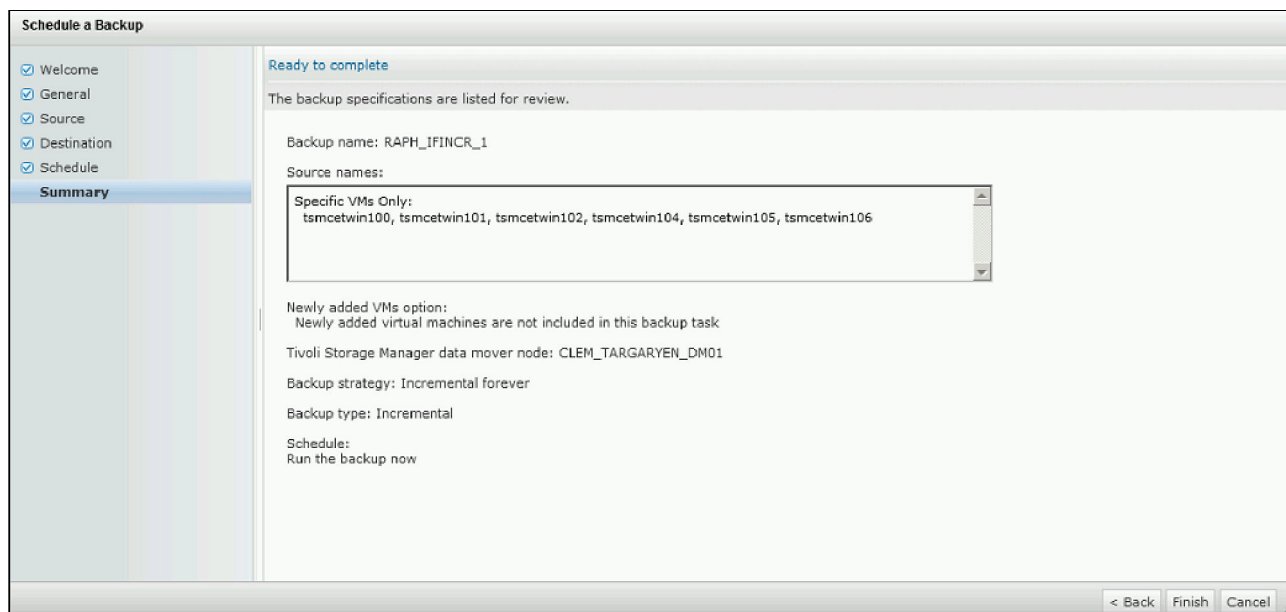 Schedule a Backup
Welcome
General
Source
Destination
Schedule
Summary
Ready to complete
The backup specifications are listed for review.
Backup name: RAPH_IFINCR_1
Source names:
Specific VMs Only:
tsmcetwin100, tsmcetwin101, tsmcetwin102, tsmcetwin104, tsmcetwin105, tsmcetwin106
Newly added VMs option:
Newly added virtual machines are not included in this backup task
Tivoli Storage Manager data mover node: CLEM_TARGARYEN_DM01
Backup strategy: Incremental forever
Backup type: Incremental
Schedule:
Run the backup now
< Back Finish Cancel